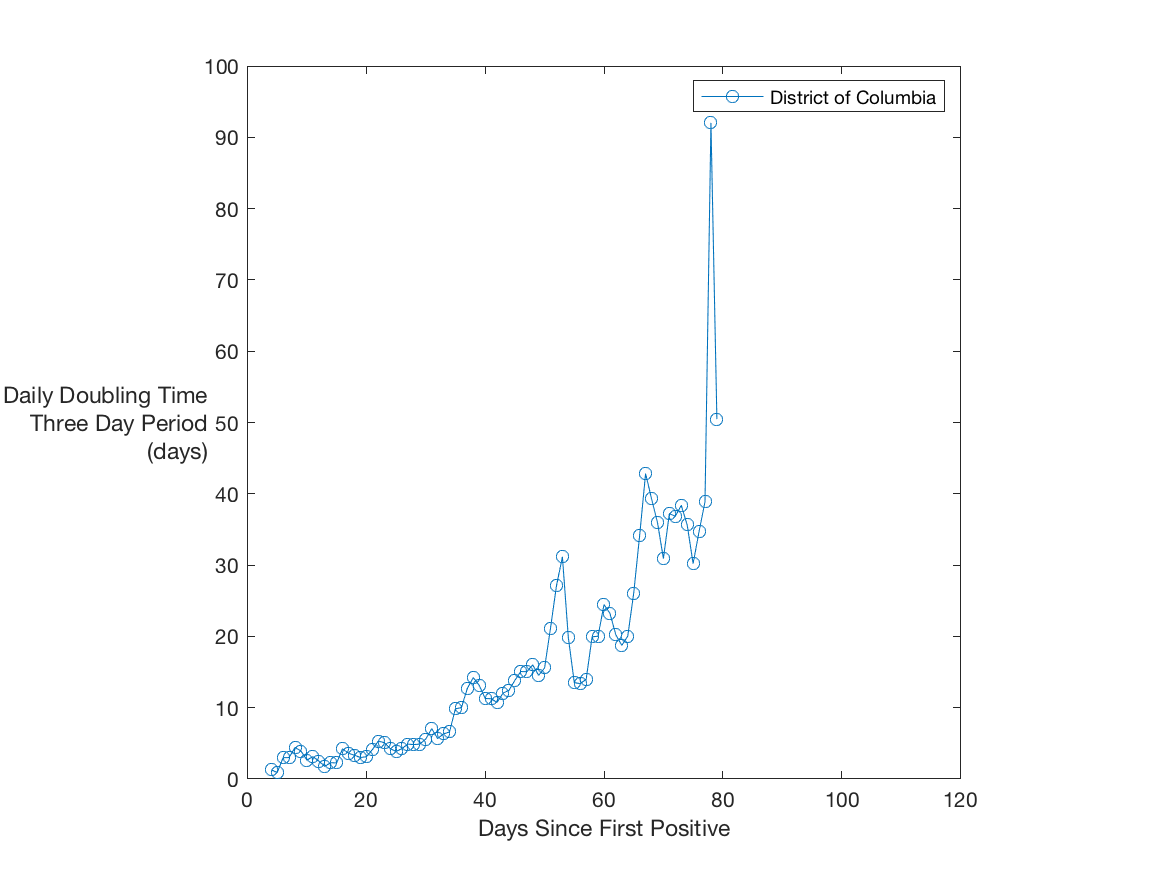 100
District of Columbia
90
80
70
60
Daily Doubling Time
Three Day Period
(days)
50
40
30
20
10
0
0 20 40 60 80 100 120
Days Since First Positive